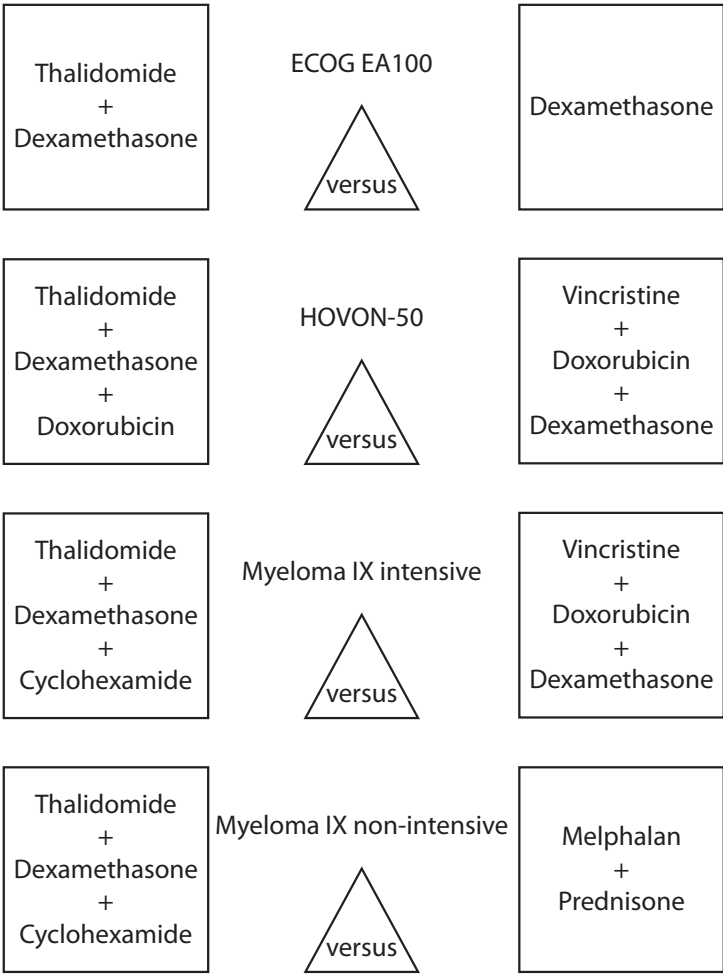 Thalidomide
+
Dexamethasone
ECOG EA100
versus
Dexamethasone
Thalidomide
+
Dexamethasone
+
Doxorubicin
HOVON-50
versus
Vincristine
+
Doxorubicin
+
Dexamethasone
Thalidomide
+
Dexamethasone
+
Cyclohexamide
Myeloma IX intensive
versus
Vincristine
+
Doxorubicin
+
Dexamethasone
Thalidomide
+
Dexamethasone
+
Cyclohexamide
Myeloma IX non-intensive
versus
Melphalan
+
Prednisone